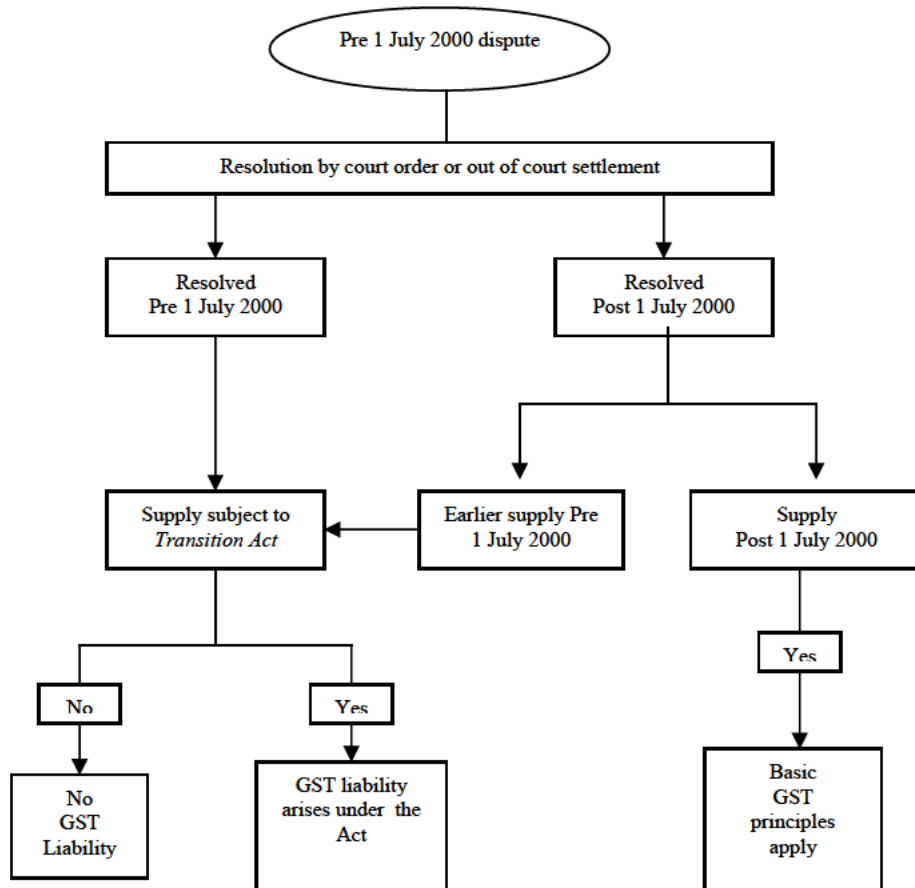 Pre 1 July 2000 dispute
Resolution by court order or out of court settlement
Resolved
Pre 1 July 2000
Resolved
Post 1 July 2000
Supply subject to
Transition Act
Earlier supply Pre
1 July 2000
Supply
Post 1 July 2000
Yes
No
Yes
No
GST
Liability
GST liability
arises under the
Act
Basic
GST
principles
apply